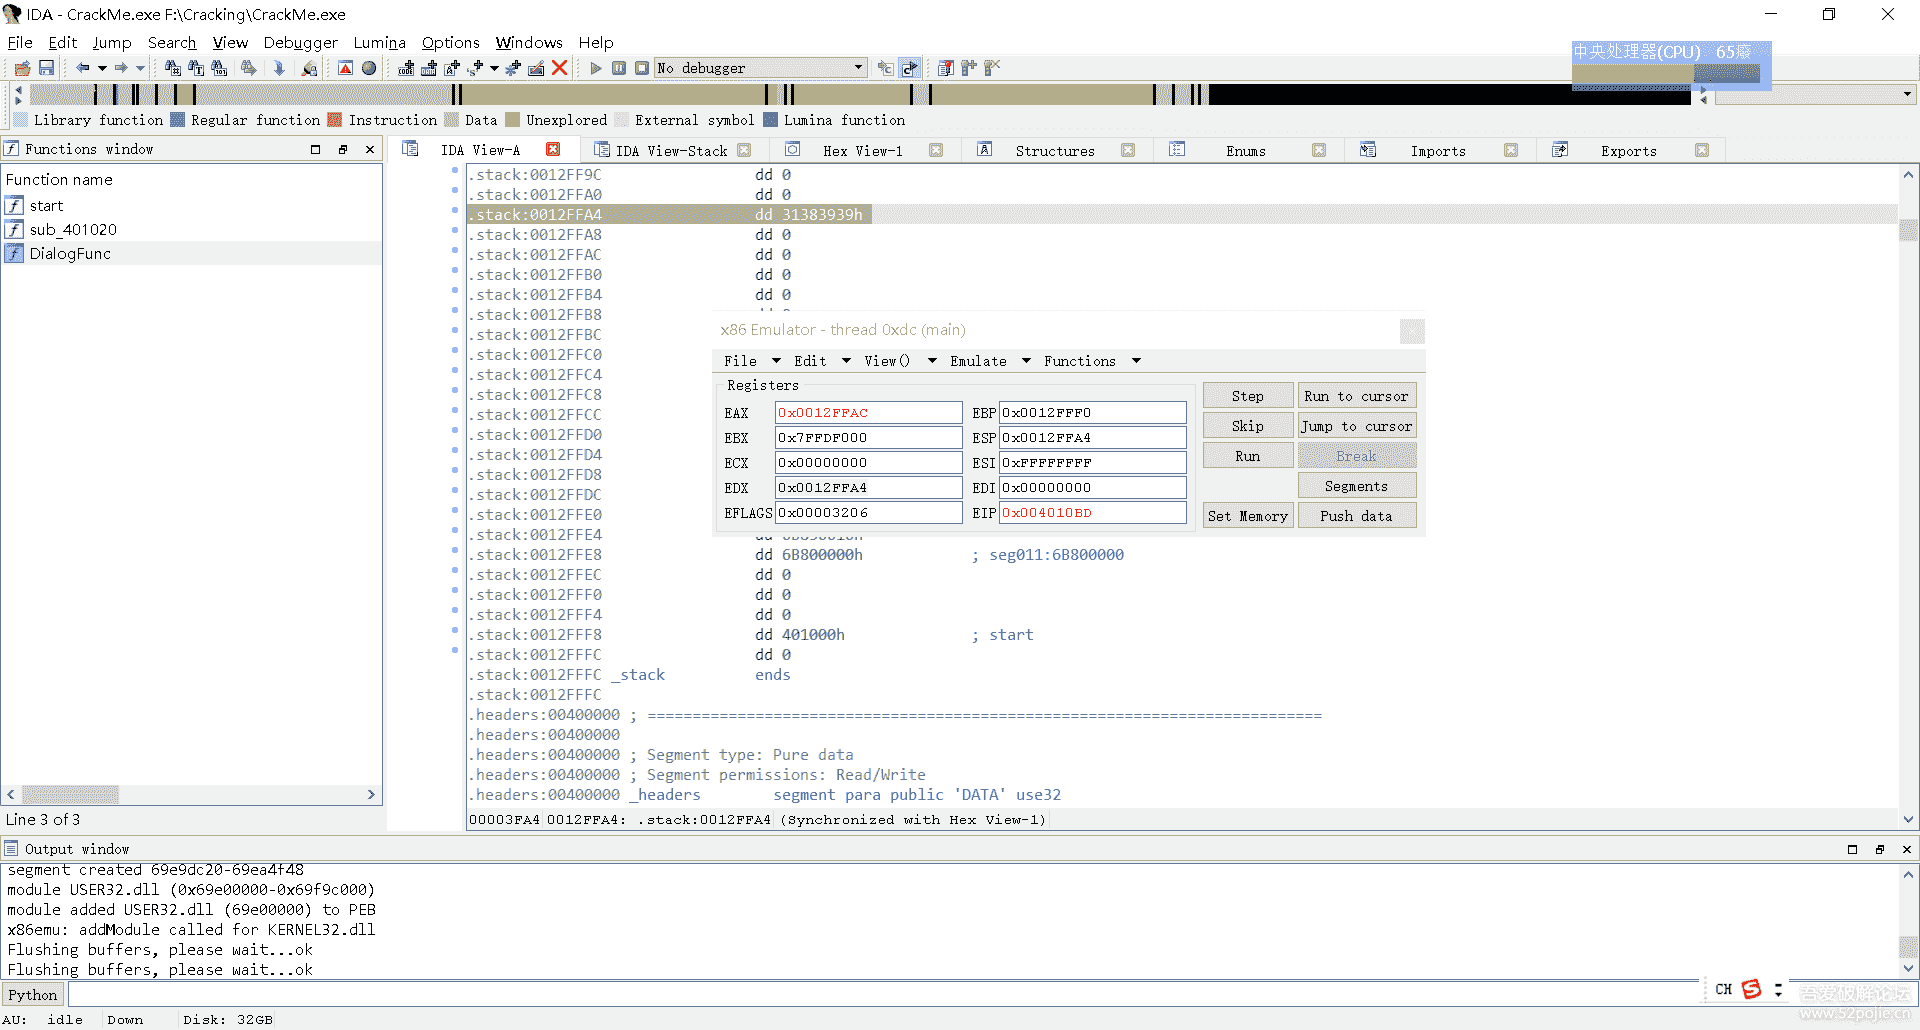 IDA - CrackMe.exe F:\Cracking\CrackMe.exe
File Edit Jump Search View Debugger Lumina Options Windows Help
中央处理器(CPU) 65癈
No debugger
Library function Regular function Instruction Data Unexplored External symbol Lumina function
Functions window
IDA View-A IDA View-Stack Hex View-1 Structures Enums Imports Exports
Function name
start
sub_401020
DialogFunc
Line 3 of 3
.stack:0012FF9C dd 0
.stack:0012FFA0 dd 0
.stack:0012FFA4 dd 31383939h
.stack:0012FFA8 dd 0
.stack:0012FFAC dd 0
.stack:0012FFB0 dd 0
.stack:0012FFB4 dd 0
.stack:0012FFB8
.stack:0012FFBC
.stack:0012FFC0
.stack:0012FFC4
.stack:0012FFC8
.stack:0012FFCC
.stack:0012FFD0
.stack:0012FFD4
.stack:0012FFD8
.stack:0012FFDC
.stack:0012FFE0
.stack:0012FFE4
.stack:0012FFE8 dd 6B800000h ; seg011:6B800000
.stack:0012FFEC dd 0
.stack:0012FFF0 dd 0
.stack:0012FFF4 dd 0
.stack:0012FFF8 dd 401000h ; start
.stack:0012FFFC dd 0
.stack:0012FFFC _stack ends
.stack:0012FFFC
.headers:00400000 ; ===========================================================================
.headers:00400000
.headers:00400000 ; Segment type: Pure data
.headers:00400000 ; Segment permissions: Read/Write
.headers:00400000 _headers segment para public 'DATA' use32
00003FA4 0012FFA4: .stack:0012FFA4 (Synchronized with Hex View-1)
x86 Emulator - thread 0xdc (main)
File Edit View() Emulate Functions
Registers
EAX 0x0012FFAC EBP 0x0012FFF0
EBX 0x7FFDF000 ESP 0x0012FFA4
ECX 0x00000000 ESI 0xFFFFFFFF
EDX 0x0012FFA4 EDI 0x00000000
EFLAGS 0x00003206 EIP 0x004010BD
Step Run to cursor
Skip Jump to cursor
Run Break
Segments
Set Memory Push data
Output window
segment created 69e9dc20-69ea4f48
module USER32.dll (0x69e00000-0x69f9c000)
module added USER32.dll (69e00000) to PEB
x86emu: addModule called for KERNEL32.dll
Flushing buffers, please wait...ok
Flushing buffers, please wait...ok
Python
CH
AU: idle Down Disk: 32GB
吾爱破解论坛
www.52pojie.cn